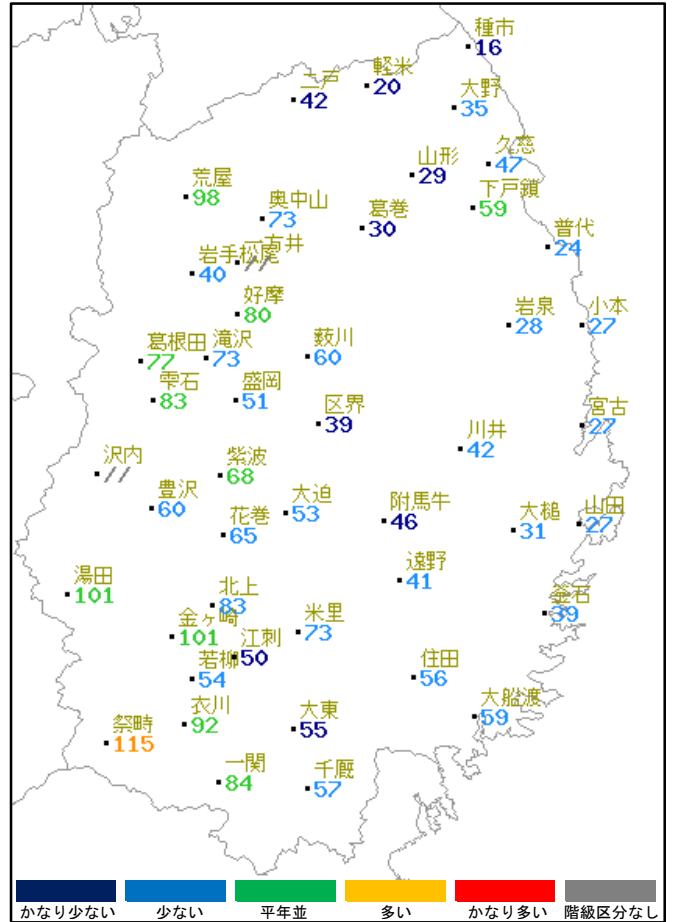 種市
16
軽米
20
二戸
42
大野
35
久慈
47
山形
29
下戸鎖
59
荒屋
98
奥中山
73
葛巻
30
普代
24
一方井
//
岩手松尾
40
好摩
80
岩泉
28
小本
27
葛根田
77
滝沢
73
薮川
60
雫石
83
盛岡
51
区界
39
宮古
27
川井
42
沢内
//
紫波
68
豊沢
60
大迫
53
花巻
65
附馬牛
46
大槌
31
山田
27
遠野
41
湯田
101
北上
83
釜石
39
金ヶ崎
101
米里
73
江刺
50
若柳
54
住田
56
衣川
92
大東
55
大船渡
59
祭畤
115
一関
84
千厩
57
かなり少ない 少ない 平年並 多い かなり多い 階級区分なし